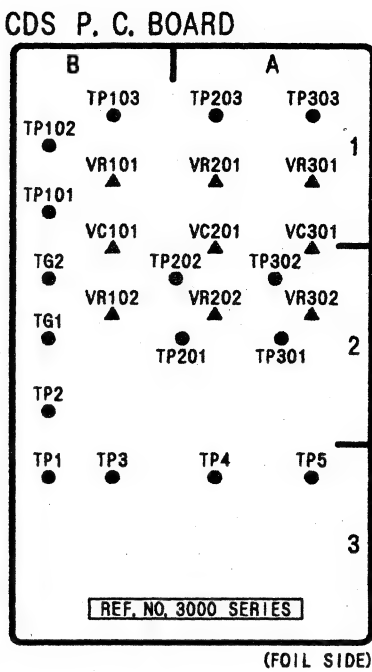 CDS P. C. BOARD
B A
TP103 TP203 TP303
TP102
1
VR101 VR201 VR301
TP101
VC101 VC201 VC301
TG2 TP202 TP302
VR102 VR202 VR302
TG1
TP201 TP301
2
TP2
TP1 TP3 TP4 TP5
3
REF. NO. 3000 SERIES
(FOIL SIDE)